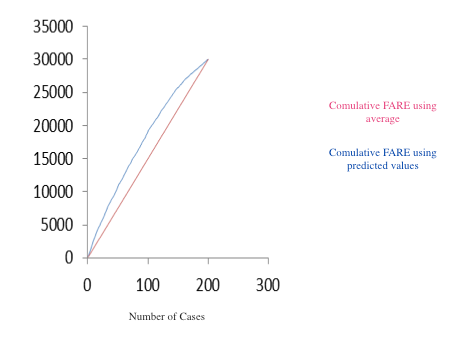 35000
30000
25000
20000
15000
10000
5000
0
0 100 200 300
Number of Cases
Comulative FARE using
average
Comulative FARE using
predicted values